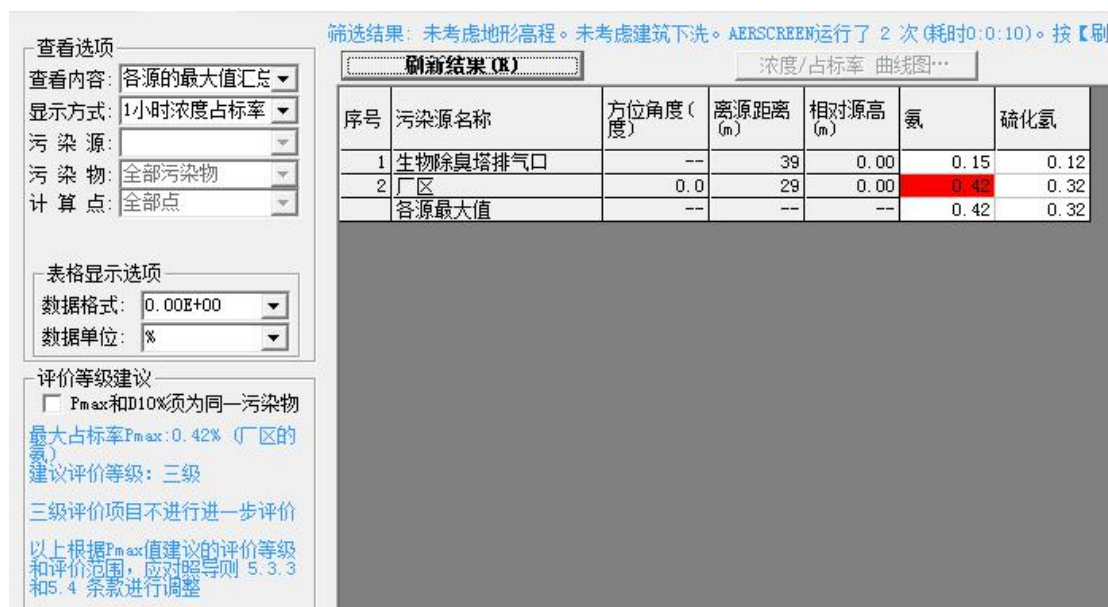 筛选结果：未考虑地形高程。未考虑建筑下洗。AERSCREEN运行了 2 次(耗时0:0:10)。按【刷
查看选项
查看内容: 各源的最大值汇总
显示方式: 1小时浓度占标率
污 染 源:
污 染 物: 全部污染物
计 算 点: 全部点
刷新结果(R)
浓度/占标率 曲线图…
序号 污染源名称 方位角度(度) 离源距离(m) 相对源高(m) 氨 硫化氢
1 生物除臭塔排气口 -- 39 0.00 0.15 0.12
2 厂区 0.0 29 0.00 0.42 0.32
各源最大值 -- -- -- 0.42 0.32
表格显示选项
数据格式: 0.00E+00
数据单位: %
评价等级建议
Pmax和D10%须为同一污染物
最大占标率Pmax:0.42% (厂区的
氨)
建议评价等级: 三级
三级评价项目不进行进一步评价
以上根据Pmax值建议的评价等级
和评价范围，应对照导则 5.3.3
和5.4 条款进行调整